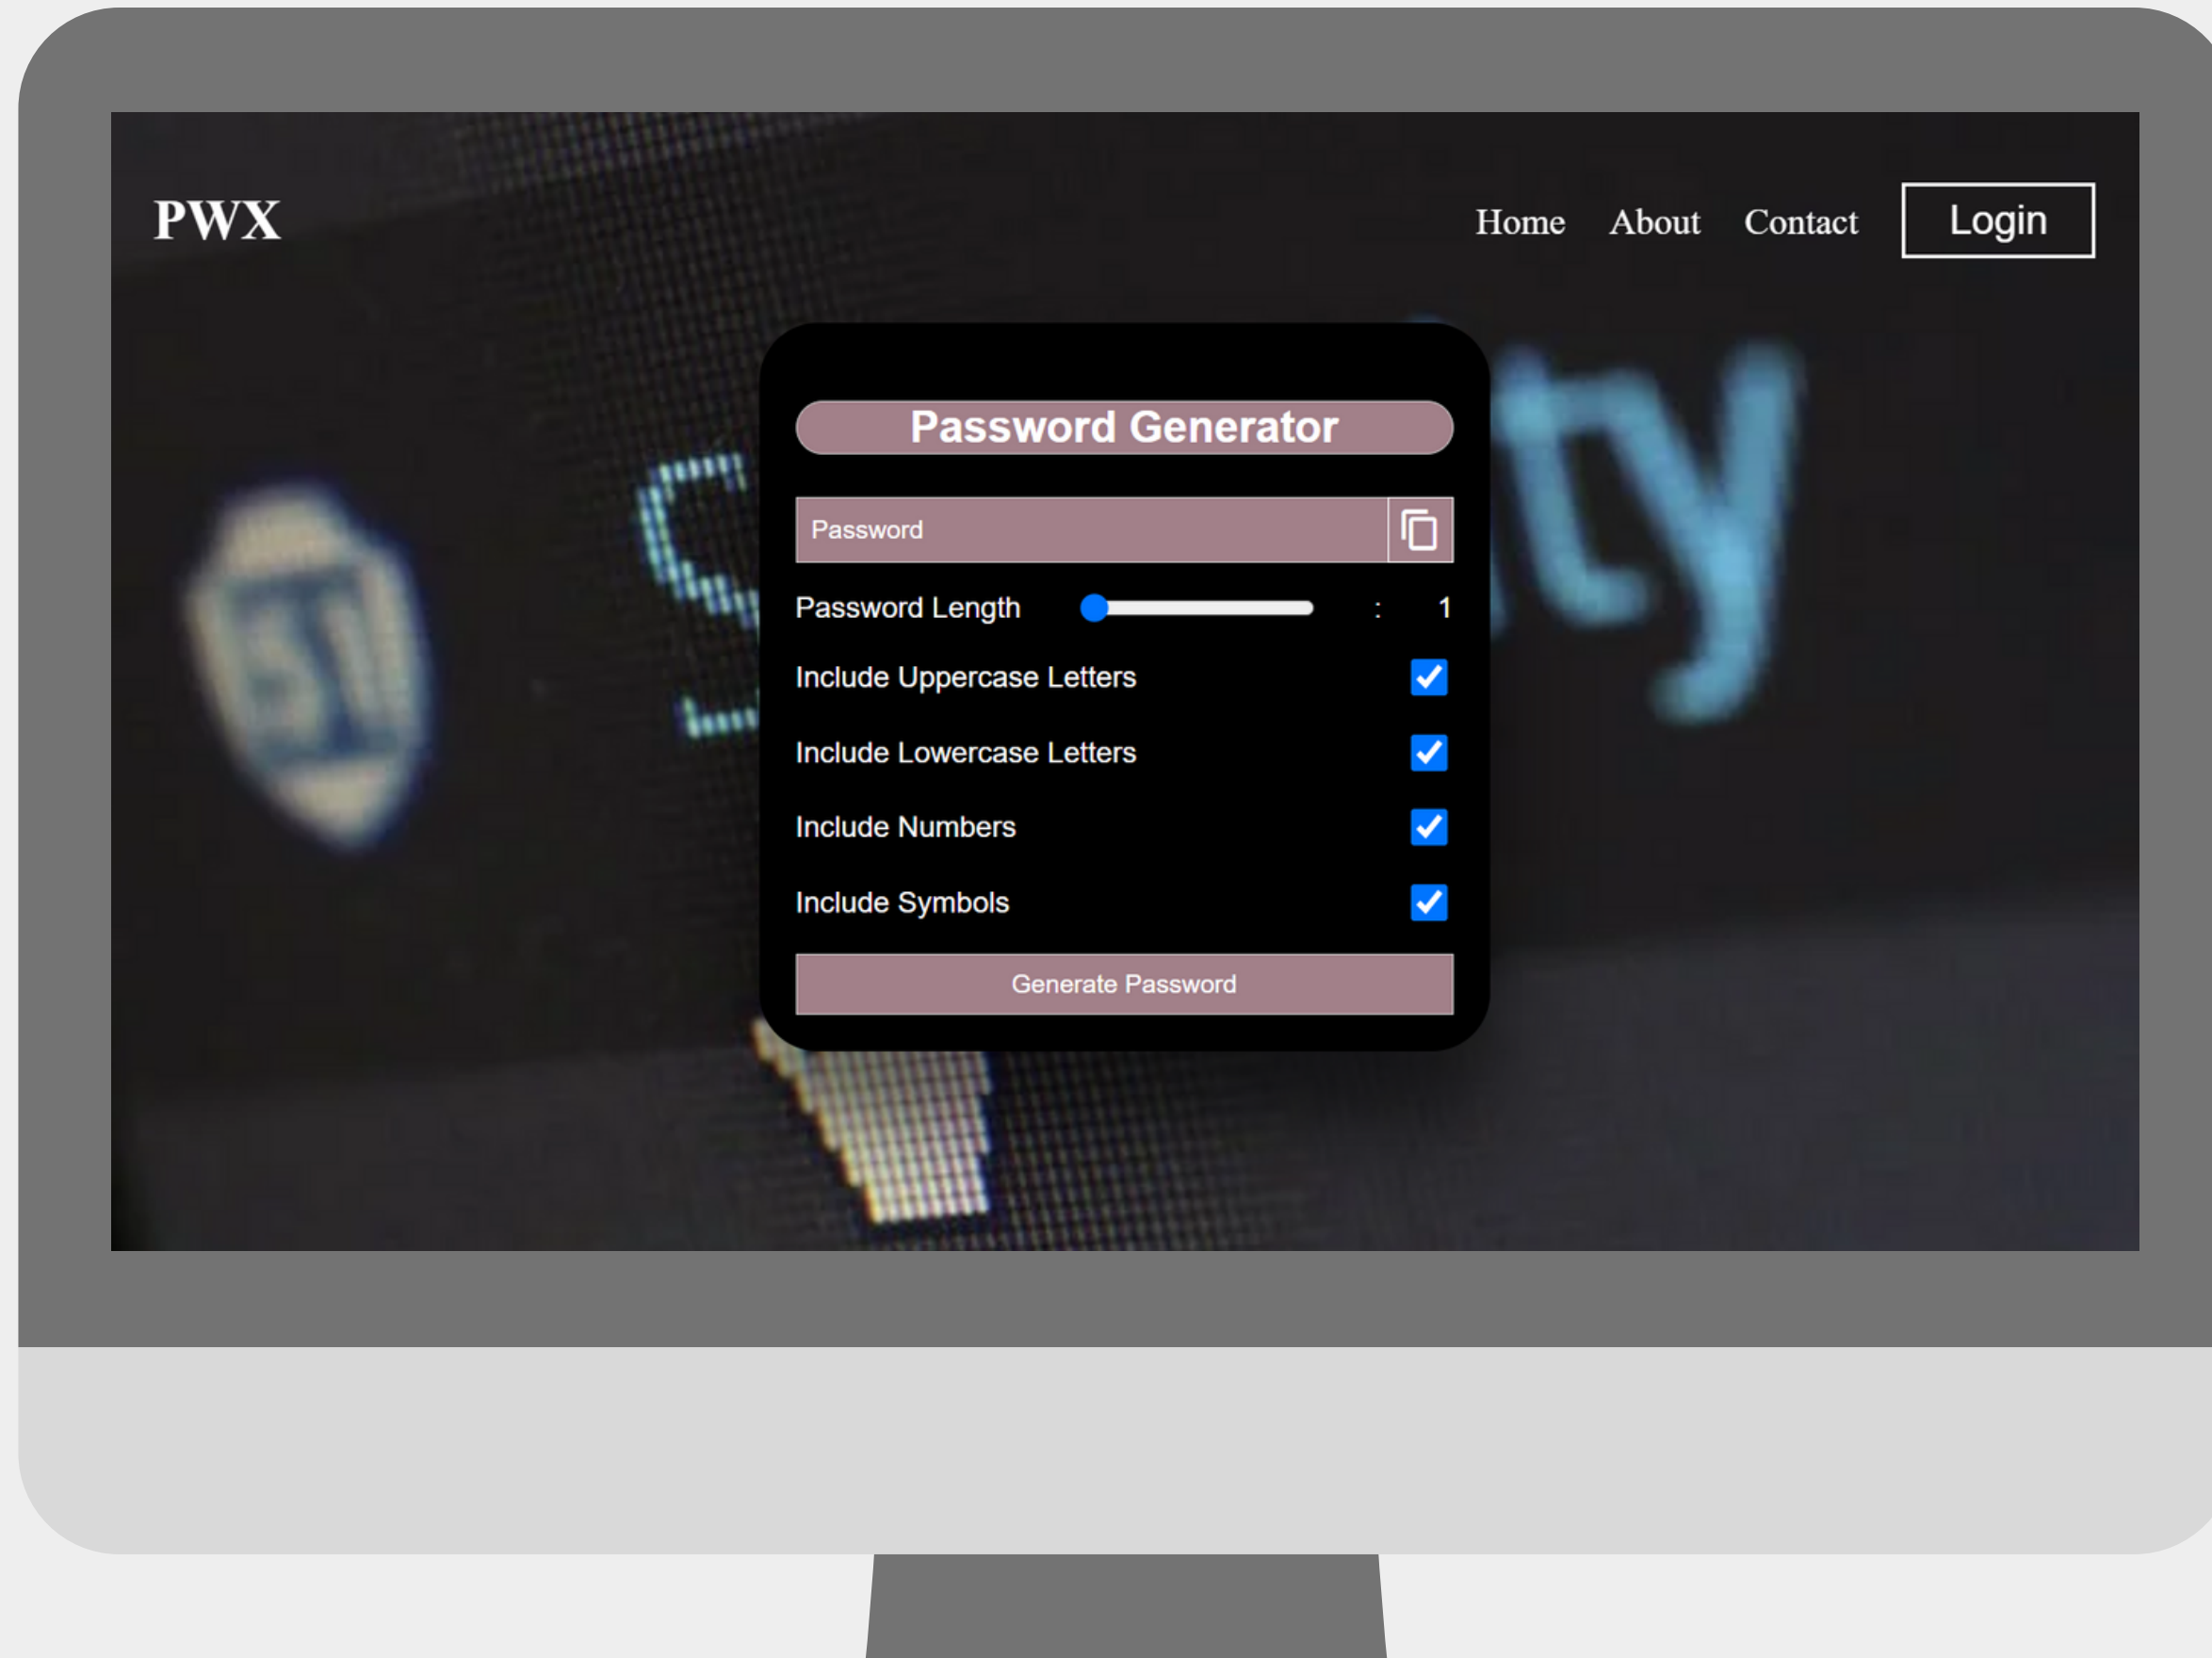 PWX
Home About Contact Login
Password Generator
Password
Password Length : 1
Include Uppercase Letters
Include Lowercase Letters
Include Numbers
Include Symbols
Generate Password
S
ty